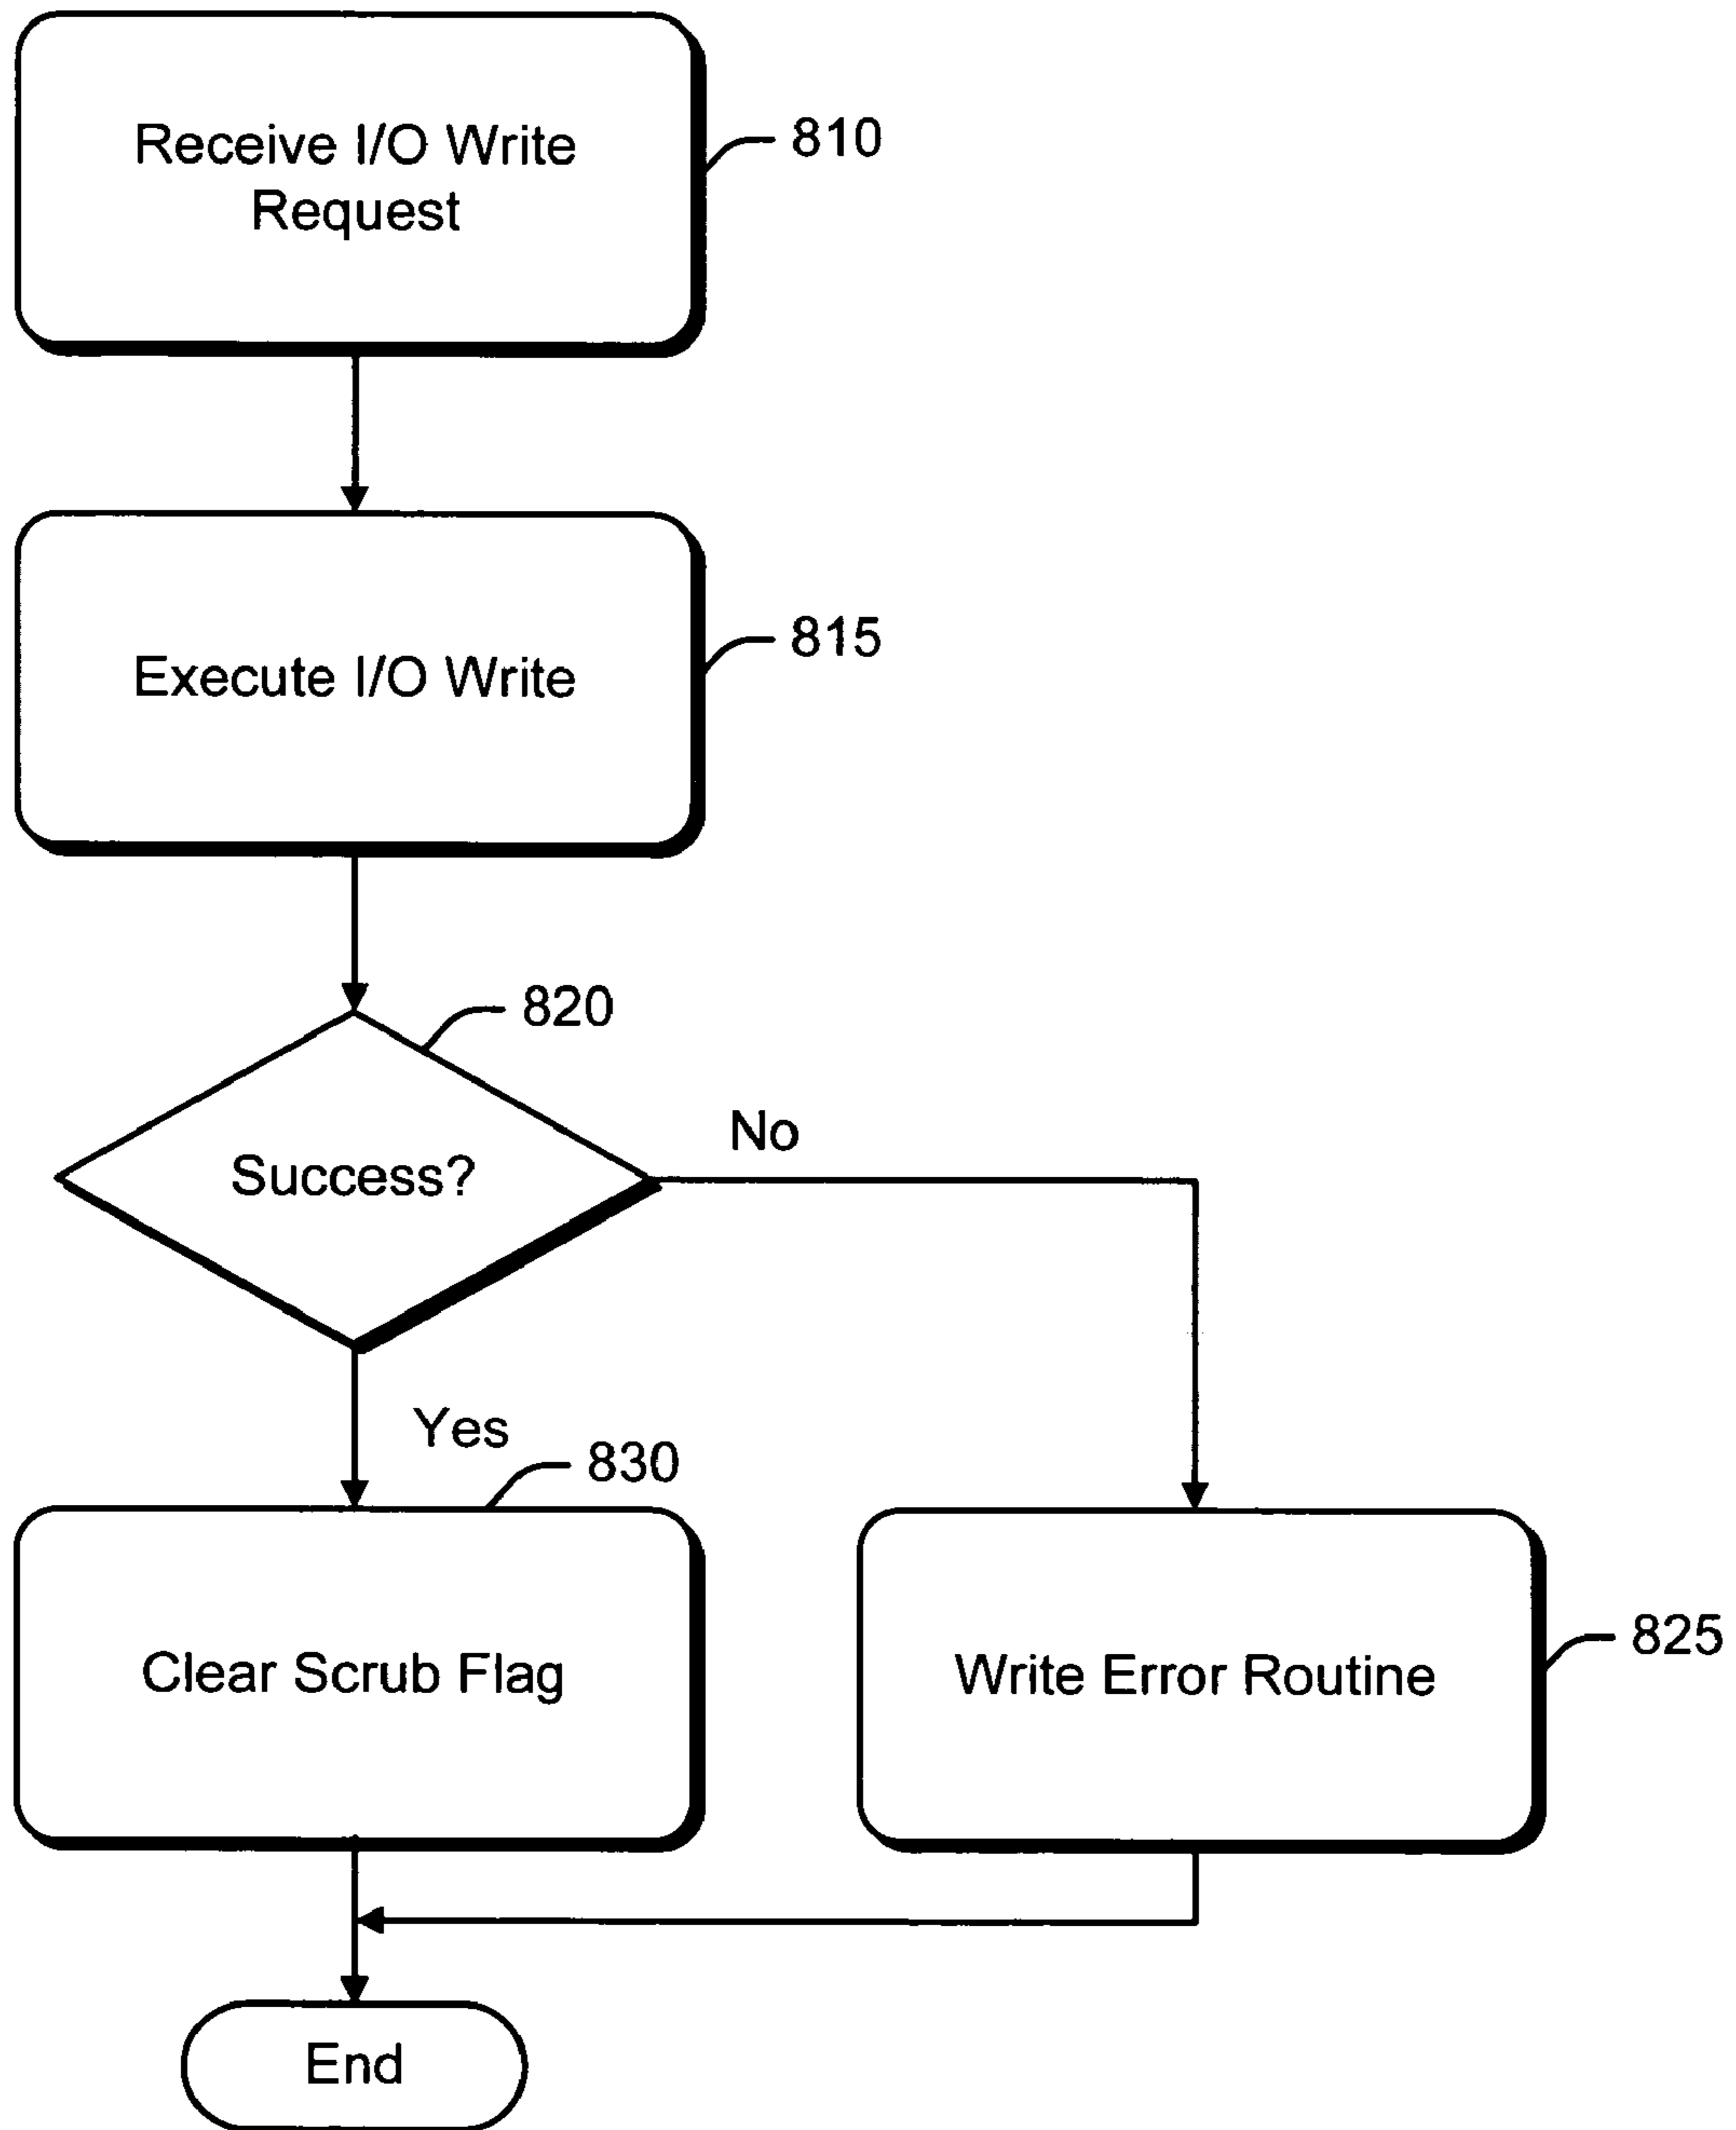 Receive I/O Write
Request
810
Execute I/O Write
815
820
Success?
No
Yes
830
Clear Scrub Flag
Write Error Routine
825
End